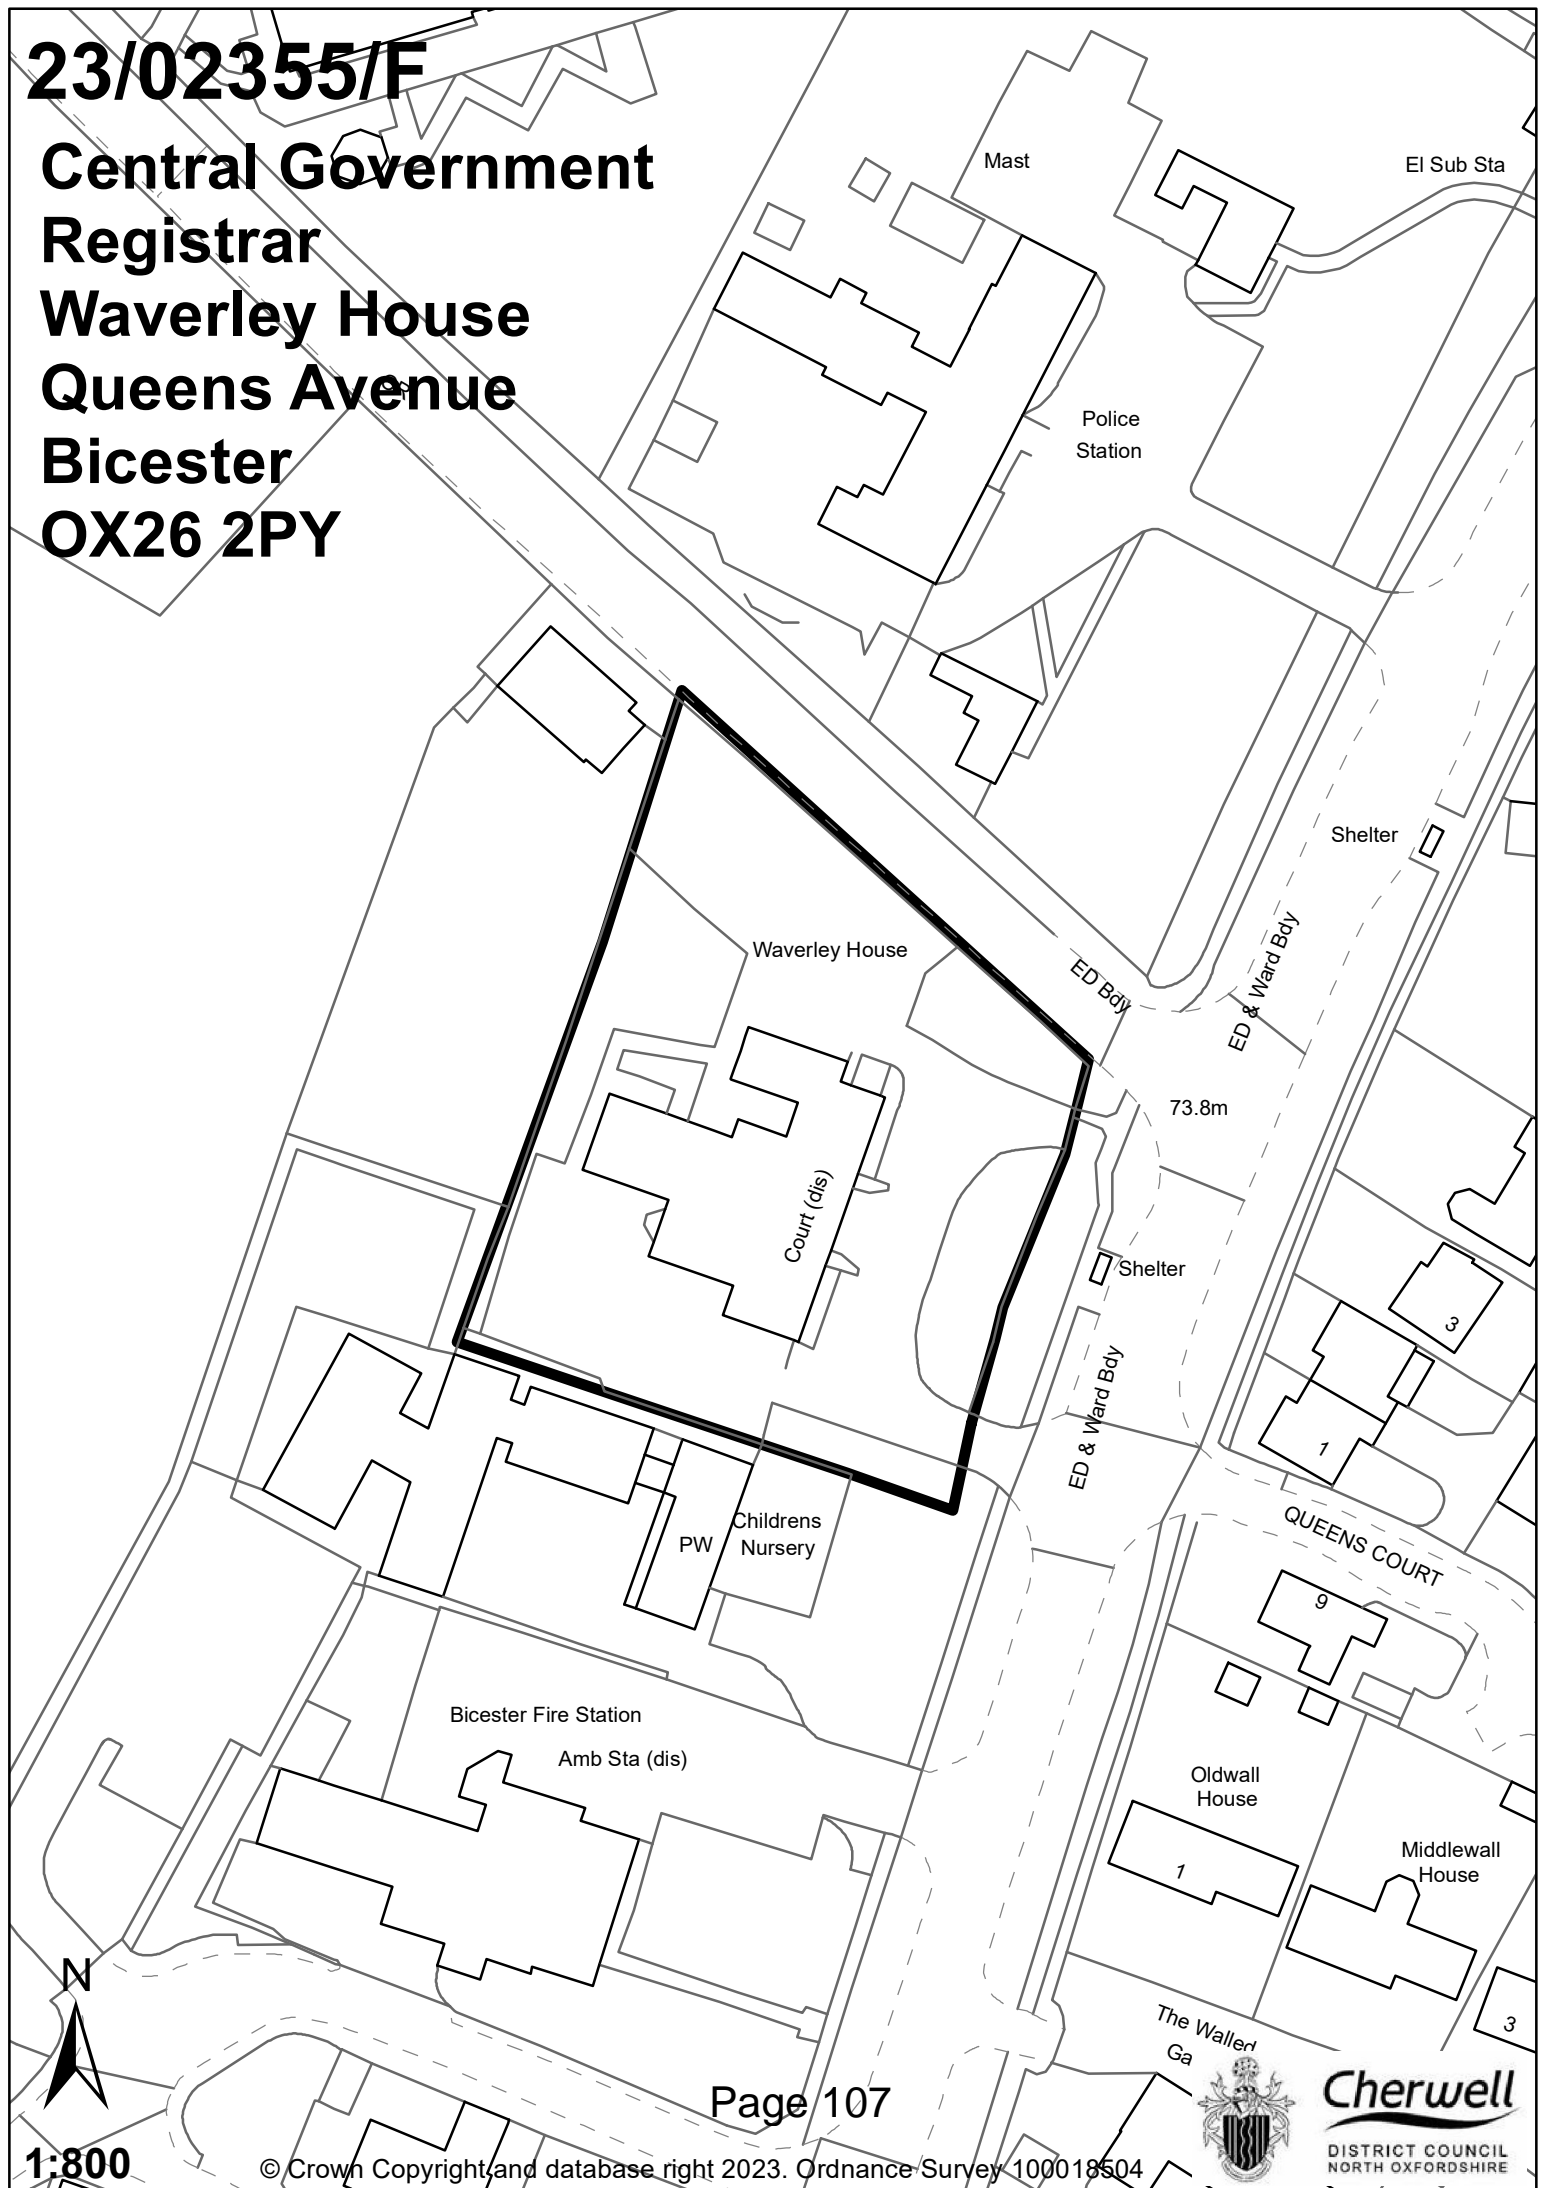 23/02355/F
Central Government
Registrar
Waverley House
Queens Avenue
Bicester
OX26 2PY
Mast
El Sub Sta
Police
Station
Shelter
Waverley House
ED Bdy
ED & Ward Bdy
73.8m
Court (dis)
Shelter
3
ED & Ward Bdy
1
QUEENS COURT
Childrens
Nursery
PW
9
Bicester Fire Station
Amb Sta (dis)
Oldwall
House
1
Middlewall
House
3
The Walled
N
Page 107
Cherwell
DISTRICT COUNCIL
NORTH OXFORDSHIRE
1:800
© Crown Copyright and database right 2023. Ordnance Survey 100018504